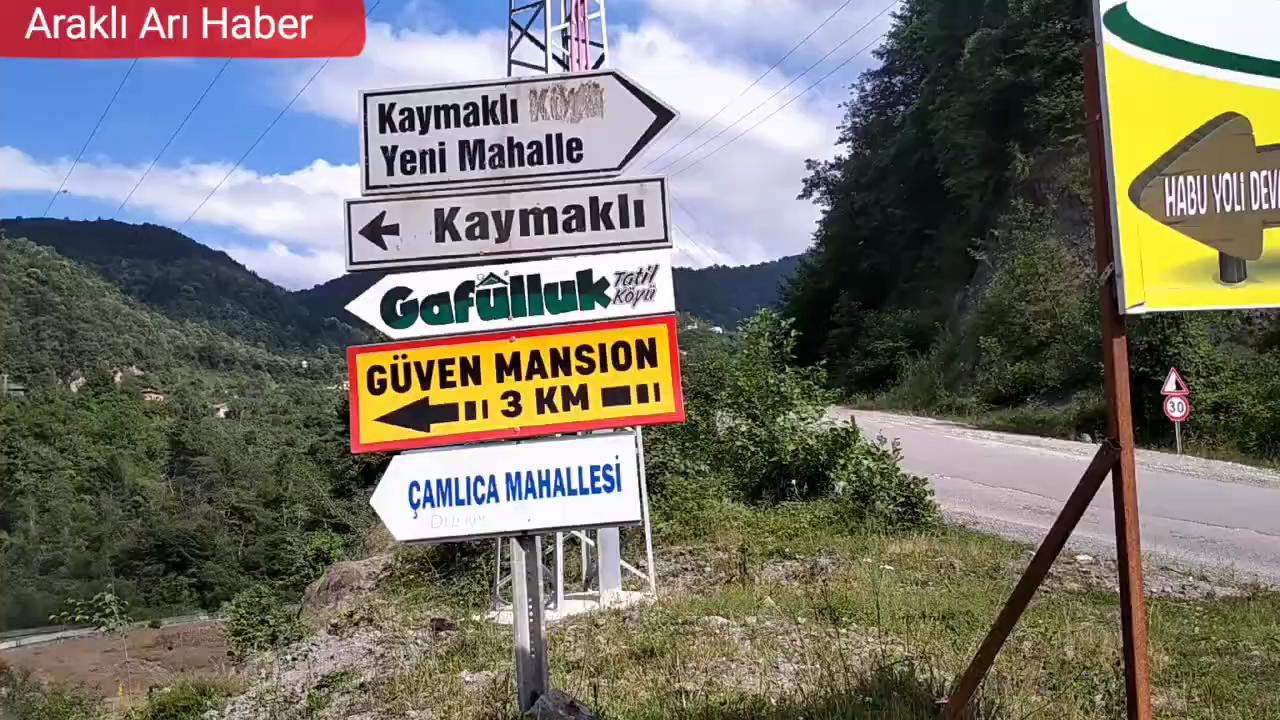 Araklı Arı Haber
Kaymaklı Köyü
Yeni Mahalle
Kaymaklı
Gafulluk Tatil
Köyü
GÜVEN MANSION
3 KM
ÇAMLICA MAHALLESİ
HABU YOLi DEV
30